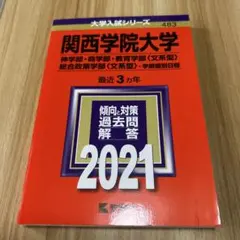 大学入試シリーズ
483
関西学院大学
神学部・商学部・教育学部〈文系型〉
総合政策学部〈文系型〉-学部個別日程
最近3ヵ年
傾向と対策
過去問
解答
2021